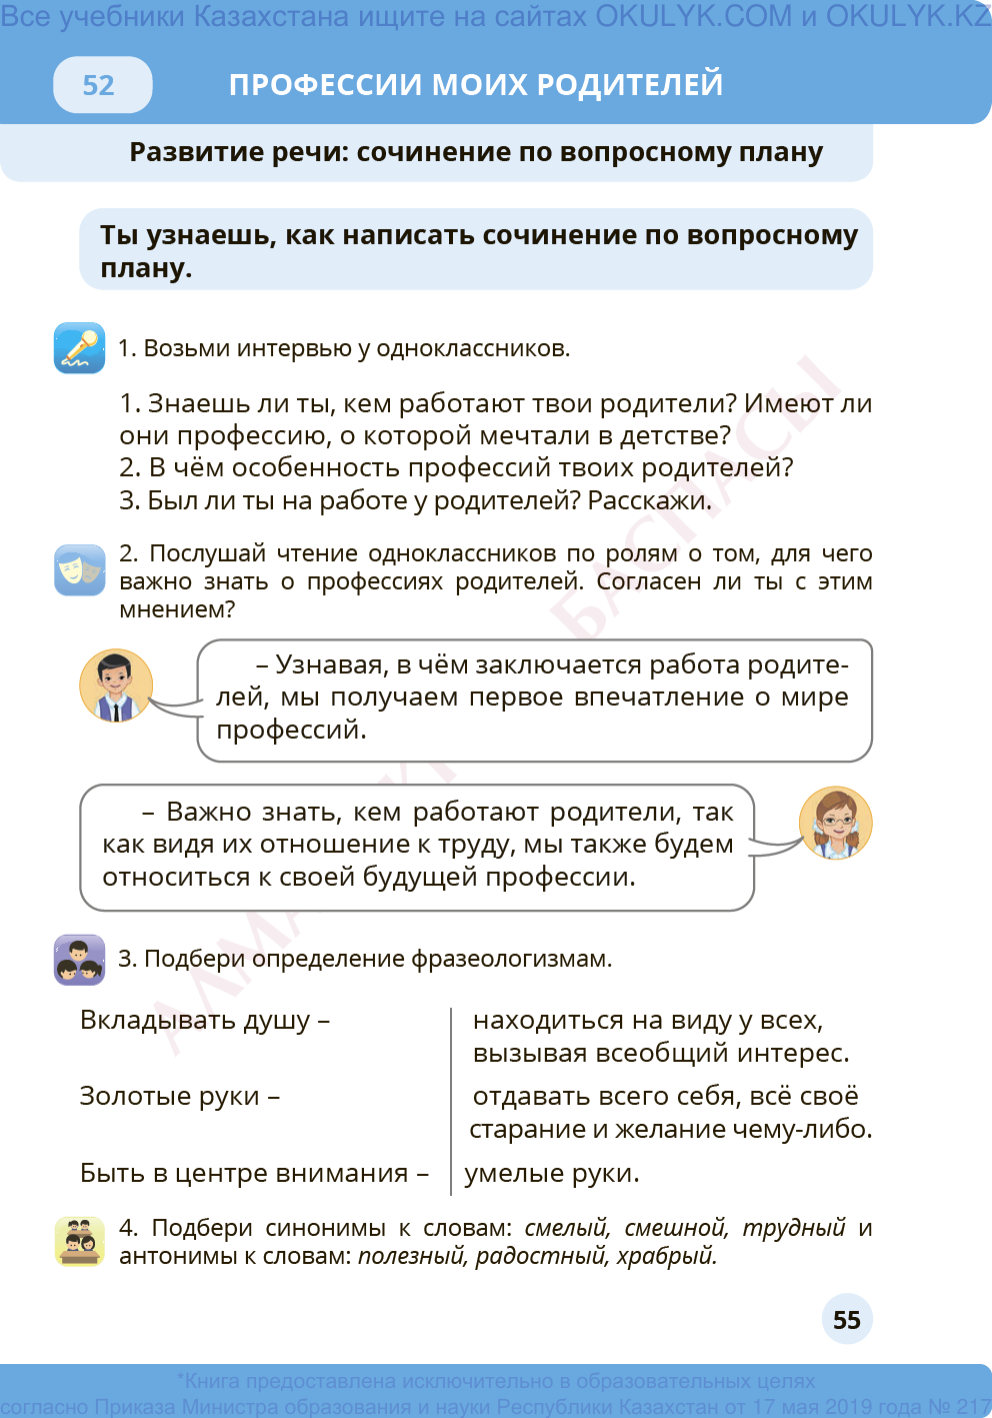 Все учебники Казахстана ищите на сайтах OKULYK.COM и OKULYK.KZ
52
ПРОФЕССИИ МОИХ РОДИТЕЛЕЙ
Развитие речи: сочинение по вопросному плану
Ты узнаешь, как написать сочинение по вопросному
плану.
1. Возьми интервью у одноклассников.
1. Знаешь ли ты, кем работают твои родители? Имеют ли
они профессию, о которой мечтали в детстве?
2. В чём особенность профессий твоих родителей?
3. Был ли ты на работе у родителей? Расскажи.
2. Послушай чтение одноклассников по ролям о том, для чего
важно знать о профессиях родителей. Согласен ли ты с этим
мнением?
– Узнавая, в чём заключается работа родите-
лей, мы получаем первое впечатление о мире
профессий.
– Важно знать, кем работают родители, так
как видя их отношение к труду, мы также будем
относиться к своей будущей профессии.
3. Подбери определение фразеологизмам.
Вкладывать душу –
находиться на виду у всех,
вызывая всеобщий интерес.
Золотые руки –
отдавать всего себя, всё своё
старание и желание чему-либо.
Быть в центре внимания –
умелые руки.
4. Подбери синонимы к словам: смелый, смешной, трудный и
антонимы к словам: полезный, радостный, храбрый.
55
*Книга предоставлена исключительно в образовательных целях
согласно Приказа Министра образования и науки Республики Казахстан от 17 мая 2019 года № 217
БАСПАСЫ